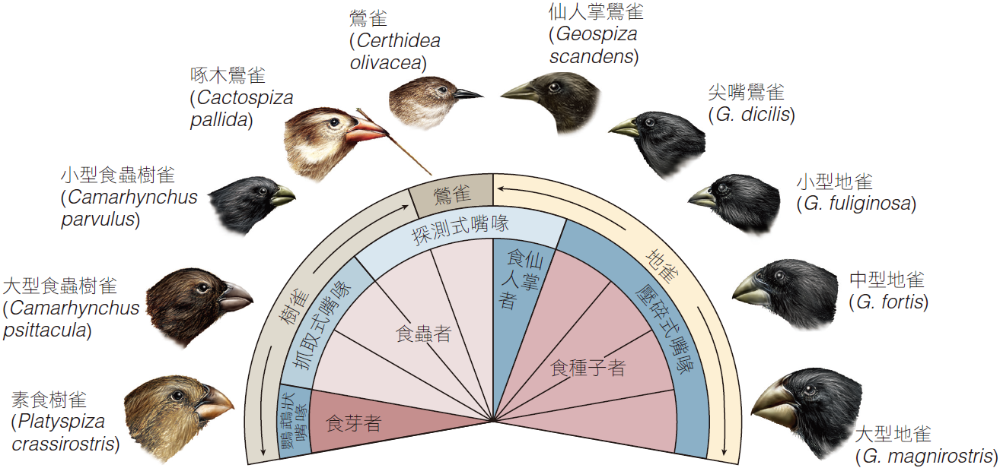 鶯雀
(Certhidea
olivacea)
仙人掌鷽雀
(Geospiza
scandens)
啄木鷽雀
(Cactospiza
pallida)
尖嘴鷽雀
(G. dicilis)
小型食蟲樹雀
(Camarhynchus
parvulus)
小型地雀
(G. fuliginosa)
大型食蟲樹雀
(Camarhynchus
psittacula)
中型地雀
(G. fortis)
素食樹雀
(Platyspiza
crassirostris)
大型地雀
(G. magnirostris)
樹雀
鶯雀
地雀
鸚鵡狀
嘴喙
抓取式嘴喙
探測式嘴喙
壓碎式嘴喙
食芽者
食蟲者
仙人掌
食者
食種子者